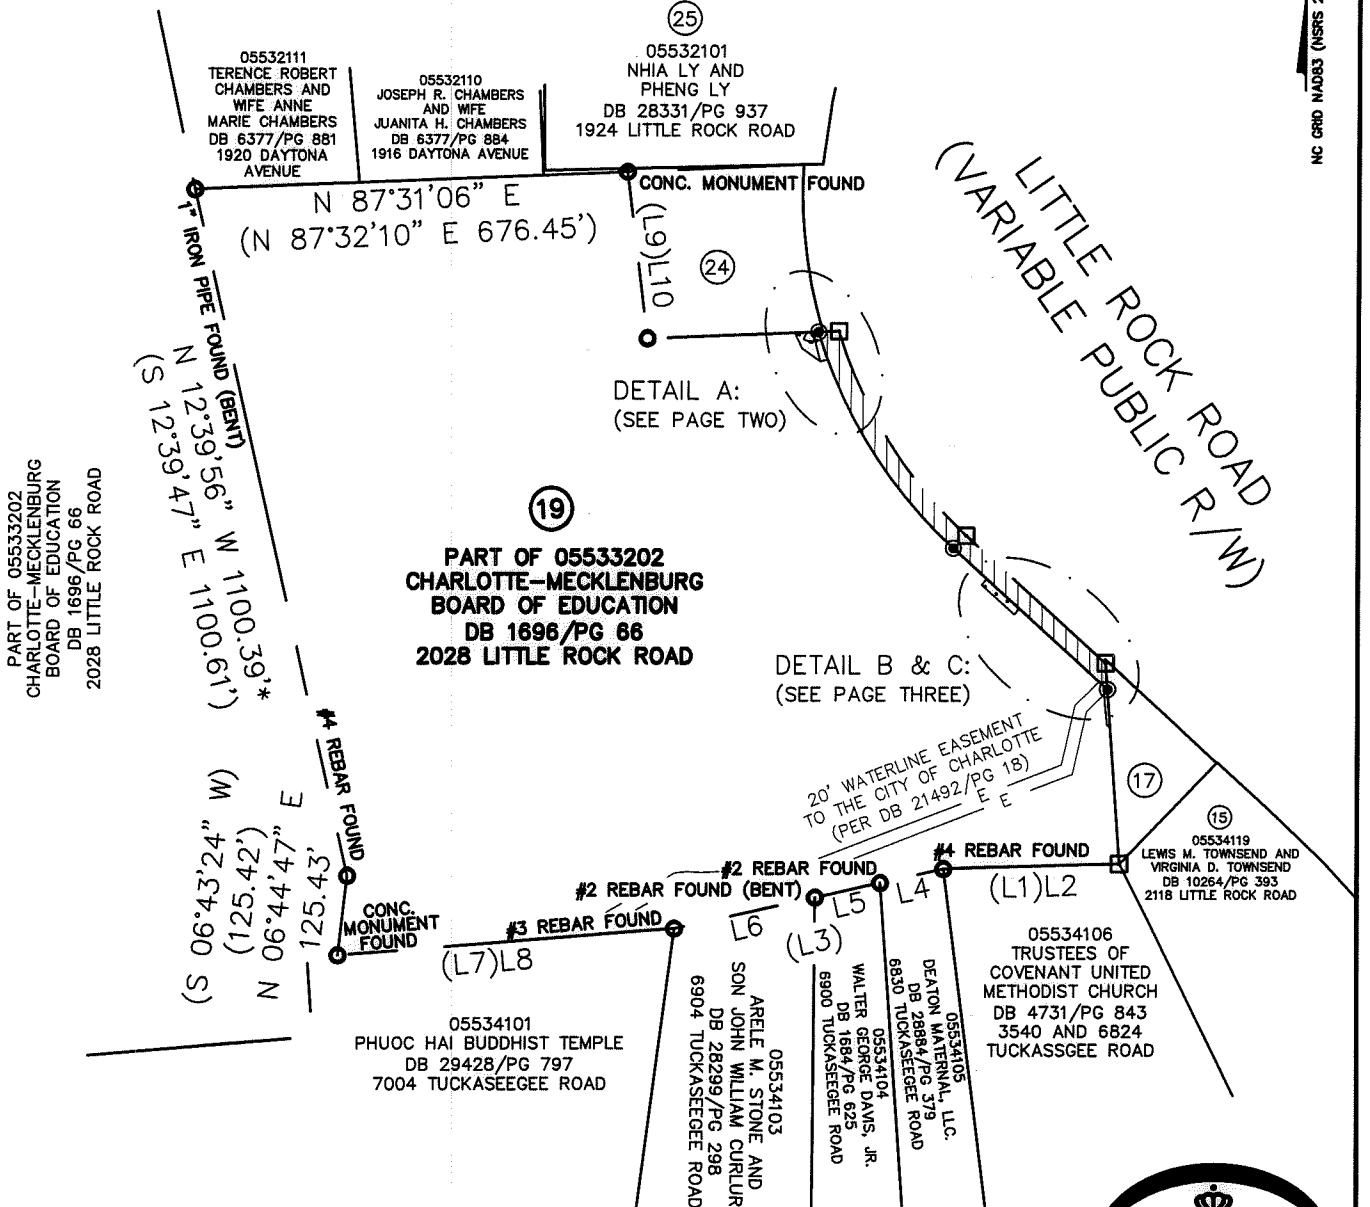 25
05532101
NHIA LY AND
PHENG LY
DB 28331/PG 937
1924 LITTLE ROCK ROAD
05532111
TERENCE ROBERT
CHAMBERS AND
WIFE ANNE
MARIE CHAMBERS
DB 6377/PG 881
1920 DAYTONA
AVENUE
05532110
JOSEPH R. CHAMBERS
AND WIFE
JUANITA H. CHAMBERS
DB 6377/PG 884
1916 DAYTONA AVENUE
NC GRID NAD83 (NSRS
CONC. MONUMENT FOUND
N 87°31'06" E
(N 87°32'10" E 676.45')
(L9)L10
24
LITTLE ROCK ROAD
(VARIABLE PUBLIC R/W)
1" IRON PIPE FOUND (BENT)
N 12°39'56" W 1100.39'*
(S 12°39'47" E 1100.61')
DETAIL A:
(SEE PAGE TWO)
PART OF 05533202
CHARLOTTE-MECKLENBURG
BOARD OF EDUCATION
DB 1696/PG 66
2028 LITTLE ROCK ROAD
19
PART OF 05533202
CHARLOTTE-MECKLENBURG
BOARD OF EDUCATION
DB 1696/PG 66
2028 LITTLE ROCK ROAD
DETAIL B & C:
(SEE PAGE THREE)
20' WATERLINE EASEMENT
TO THE CITY OF CHARLOTTE
(PER DB 21492/PG 18)
E
E
17
15
05534119
LEWIS M. TOWNSEND AND
VIRGINIA D. TOWNSEND
DB 10264/PG 393
2118 LITTLE ROCK ROAD
#4 REBAR FOUND
(S 06°43'24" W)
(125.42')
N 06°44'47" E
125.43'
CONC.
MONUMENT
FOUND
#4 REBAR FOUND
#2 REBAR FOUND
#2 REBAR FOUND (BENT)
#3 REBAR FOUND
(L1)L2
L4
L5
(L3)
L6
(L7)L8
05534101
PHUOC HAI BUDDHIST TEMPLE
DB 29428/PG 797
7004 TUCKASEEGEE ROAD
05534103
ARELE M. STONE AND
SON JOHN WILLIAM CURLUR
DB 28299/PG 298
6904 TUCKASEEGEE ROAD
05534104
WALTER GEORGE DAVIS, JR.
DB 1684/PG 625
6900 TUCKASEEGEE ROAD
05534105
DEATON MATERNAL, LLC.
DB 28884/PG 379
6830 TUCKASEEGEE ROAD
05534106
TRUSTEES OF
COVENANT UNITED
METHODIST CHURCH
DB 4731/PG 843
3540 AND 6824
TUCKASSGEE ROAD